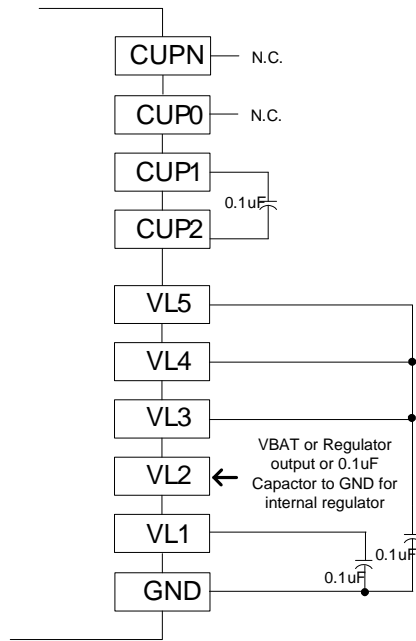 CUPN
N.C.
CUP0
N.C.
CUP1
0.1uF
CUP2
VL5
VL4
VL3
VBAT or Regulator
output or 0.1uF
Capactor to GND for
internal regulator
VL2
VL1
0.1uF
0.1uF
GND